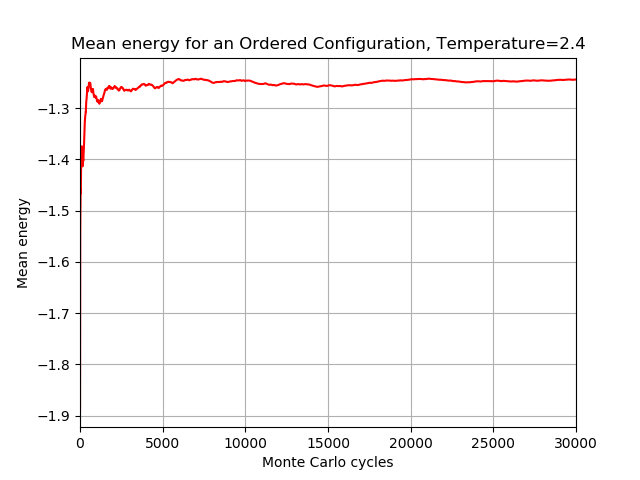 Mean energy for an Ordered Configuration, Temperature=2.4
Mean energy
−1.3
−1.4
−1.5
−1.6
−1.7
−1.8
−1.9
0 5000 10000 15000 20000 25000 30000
Monte Carlo cycles